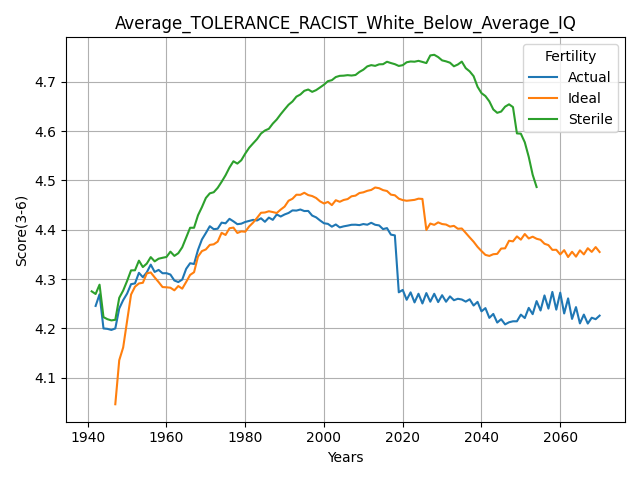 Average_TOLERANCE_RACIST_White_Below_Average_IQ
Fertility
Actual
Ideal
Sterile
Score(3-6)
4.7
4.6
4.5
4.4
4.3
4.2
4.1
1940 1960 1980 2000 2020 2040 2060
Years